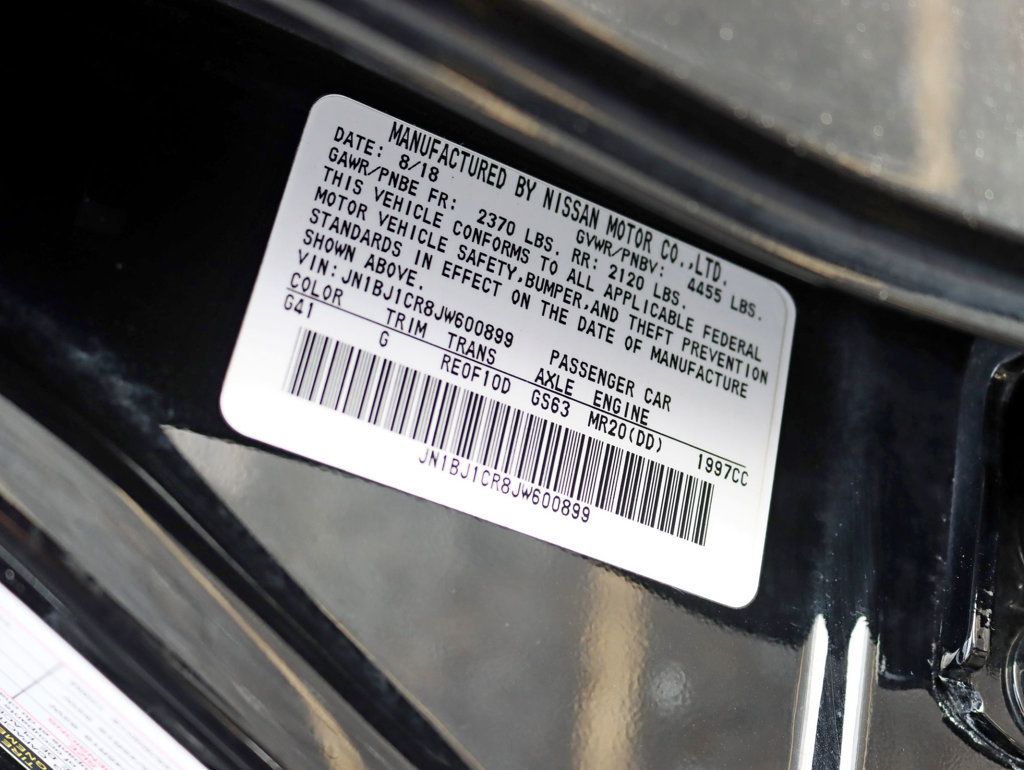 MANUFACTURED BY NISSAN MOTOR CO.,LTD.
DATE: 8/18 GVWR/PNBV: 4455 LBS.
GAWR/PNBE FR: 2370 LBS. RR: 2120 LBS.
THIS VEHICLE CONFORMS TO ALL APPLICABLE FEDERAL
MOTOR VEHICLE SAFETY,BUMPER,AND THEFT PREVENTION
STANDARDS IN EFFECT ON THE DATE OF MANUFACTURE
SHOWN ABOVE.
VIN:JN1BJ1CR8JW600899 PASSENGER CAR
COLOR TRIM TRANS AXLE ENGINE
G41 G RE0F10D GS63 MR20(DD) 1997CC
JN1BJ1CR8JW600899
TIRE